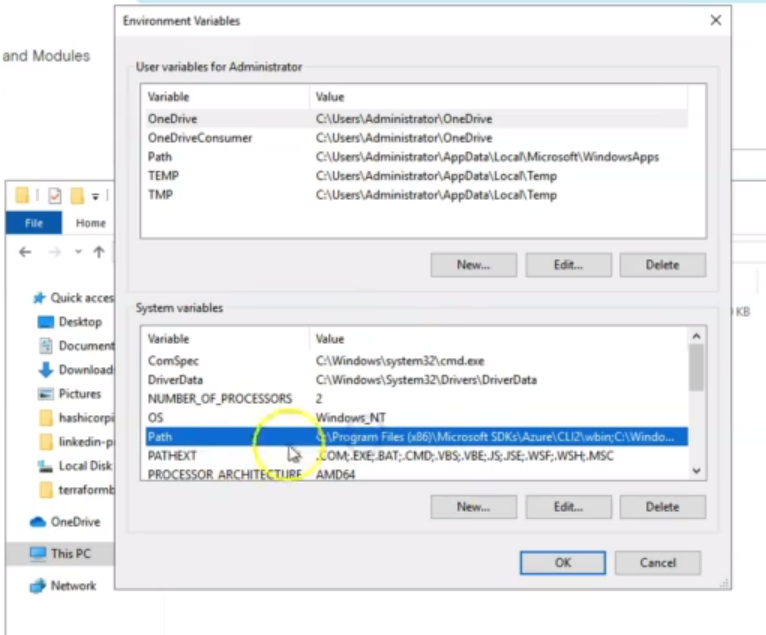 Environment Variables
and Modules
User variables for Administrator
Variable Value
OneDrive C:\Users\Administrator\OneDrive
OneDriveConsumer C:\Users\Administrator\OneDrive
Path C:\Users\Administrator\AppData\Local\Microsoft\WindowsApps
TEMP C:\Users\Administrator\AppData\Local\Temp
TMP C:\Users\Administrator\AppData\Local\Temp
New... Edit... Delete
File Home
Quick acces
Desktop
Document
Download
Pictures
hashicorpi
linkedin-p
Local Disk
terraformb
OneDrive
This PC
Network
KB
System variables
Variable Value
ComSpec C:\Windows\system32\cmd.exe
DriverData C:\Windows\System32\Drivers\DriverData
NUMBER_OF_PROCESSORS 2
OS Windows_NT
Path C:\Program Files (x86)\Microsoft SDKs\Azure\CLI2\wbin;C:\Windo...
PATHEXT .COM;.EXE;.BAT;.CMD;.VBS;.VBE;.JS;.JSE;.WSF;.WSH;.MSC
PROCESSOR_ARCHITECTURE AMD64
New... Edit... Delete
OK Cancel